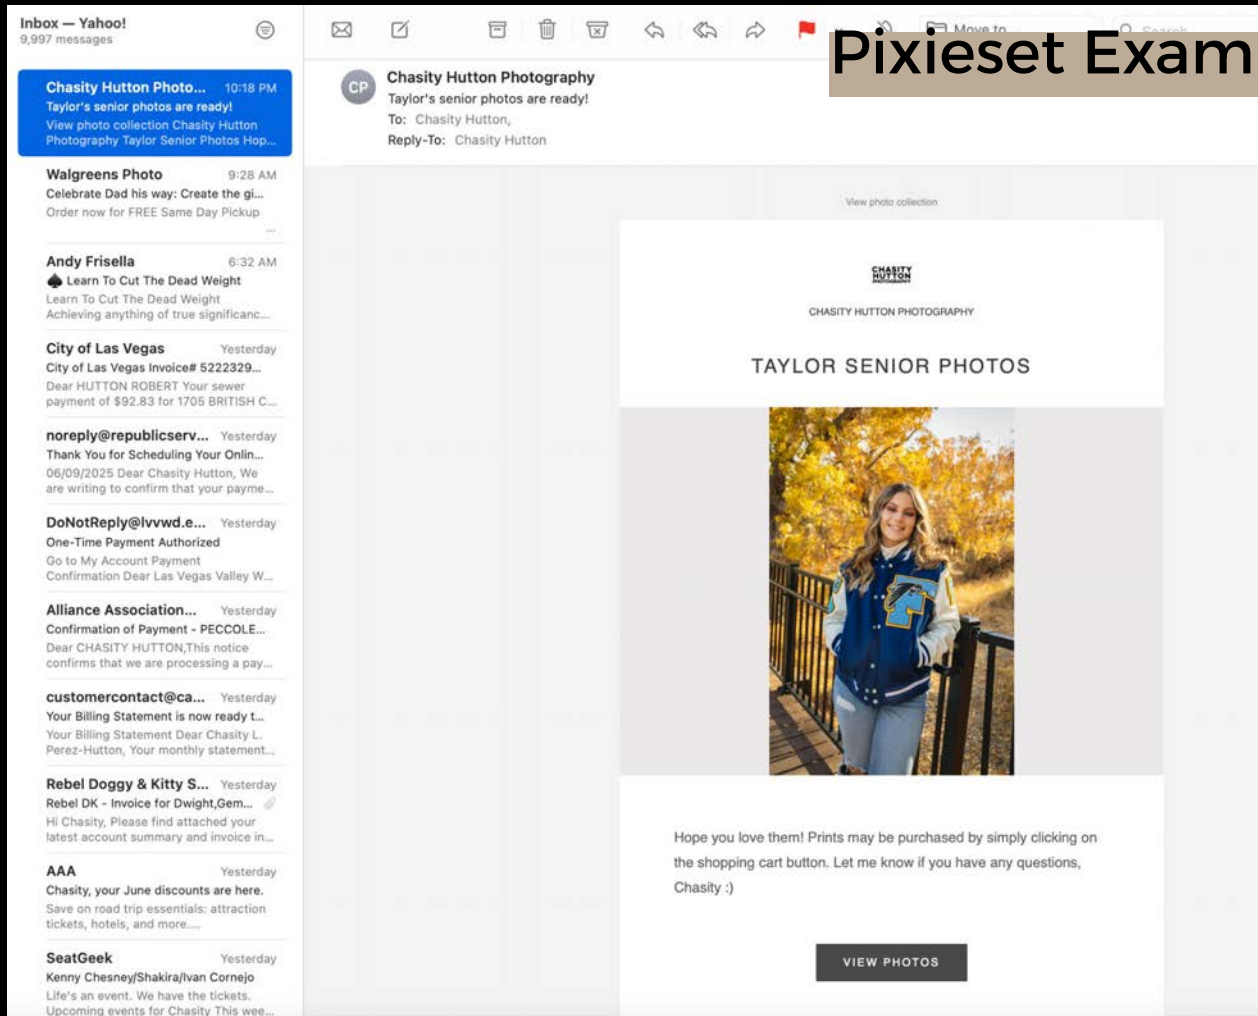 Inbox — Yahoo!
9,997 messages
Chasity Hutton Photo... 10:18 PM
Taylor's senior photos are ready!
View photo collection Chasity Hutton
Photography Taylor Senior Photos Hop...
Walgreens Photo 9:28 AM
Celebrate Dad his way: Create the gi...
Order now for FREE Same Day Pickup
...
Andy Frisella 6:32 AM
♠ Learn To Cut The Dead Weight
Learn To Cut The Dead Weight
Achieving anything of true significanc...
City of Las Vegas Yesterday
City of Las Vegas Invoice# 5222329...
Dear HUTTON ROBERT Your sewer
payment of $92.83 for 1705 BRITISH C...
noreply@republicserv... Yesterday
Thank You for Scheduling Your Onlin...
06/09/2025 Dear Chasity Hutton, We
are writing to confirm that your payme...
DoNotReply@lvvwd.e... Yesterday
One-Time Payment Authorized
Go to My Account Payment
Confirmation Dear Las Vegas Valley W...
Alliance Association... Yesterday
Confirmation of Payment - PECCOLE...
Dear CHASITY HUTTON,This notice
confirms that we are processing a pay...
customercontact@ca... Yesterday
Your Billing Statement is now ready t...
Your Billing Statement Dear Chasity L.
Perez-Hutton, Your monthly statement...
Rebel Doggy & Kitty S... Yesterday
Rebel DK - Invoice for Dwight,Gem...
Hi Chasity, Please find attached your
latest account summary and invoice in...
AAA Yesterday
Chasity, your June discounts are here.
Save on road trip essentials: attraction
tickets, hotels, and more....
SeatGeek Yesterday
Kenny Chesney/Shakira/Ivan Cornejo
Life's an event. We have the tickets.
Upcoming events for Chasity This wee...
Move to...
Search
Pixieset Exam
CP
Chasity Hutton Photography
Taylor's senior photos are ready!
To: Chasity Hutton,
Reply-To: Chasity Hutton
View photo collection
CHASITY
HUTTON
PHOTOGRAPHY
CHASITY HUTTON PHOTOGRAPHY
TAYLOR SENIOR PHOTOS
F
Hope you love them! Prints may be purchased by simply clicking on
the shopping cart button. Let me know if you have any questions,
Chasity :)
VIEW PHOTOS